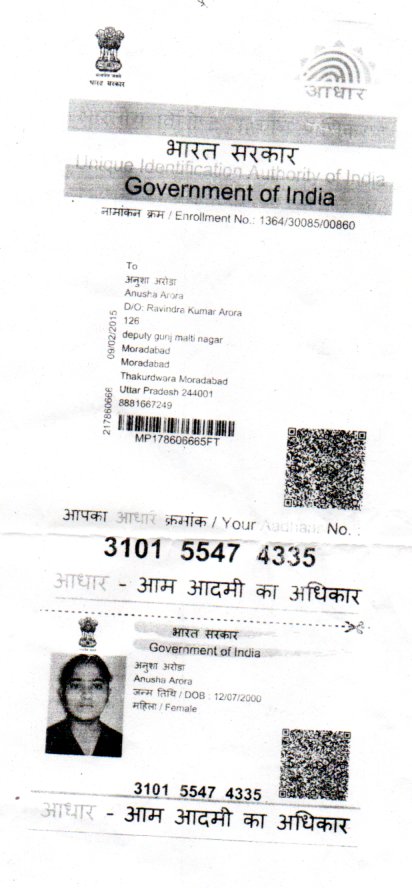 भारत सरकार
आधार
भारत सरकार
Unique Identification Authority of India
Government of India
नामांकन क्रम / Enrollment No.: 1364/30085/00860
To
अनुशा अरोडा
Anusha Arora
D/O: Ravindra Kumar Arora
126
deputy gunj malti nagar
Moradabad
Moradabad
Thakurdwara Moradabad
Uttar Pradesh 244001
8881667249
217860666 09/02/2015
MP178606665FT
आपका आधार क्रमांक / Your Aadhaar No. :
3101 5547 4335
आधार - आम आदमी का अधिकार
भारत सरकार
Government of India
अनुशा अरोडा
Anusha Arora
जन्म तिथि / DOB : 12/07/2000
महिला / Female
3101 5547 4335
आधार - आम आदमी का अधिकार